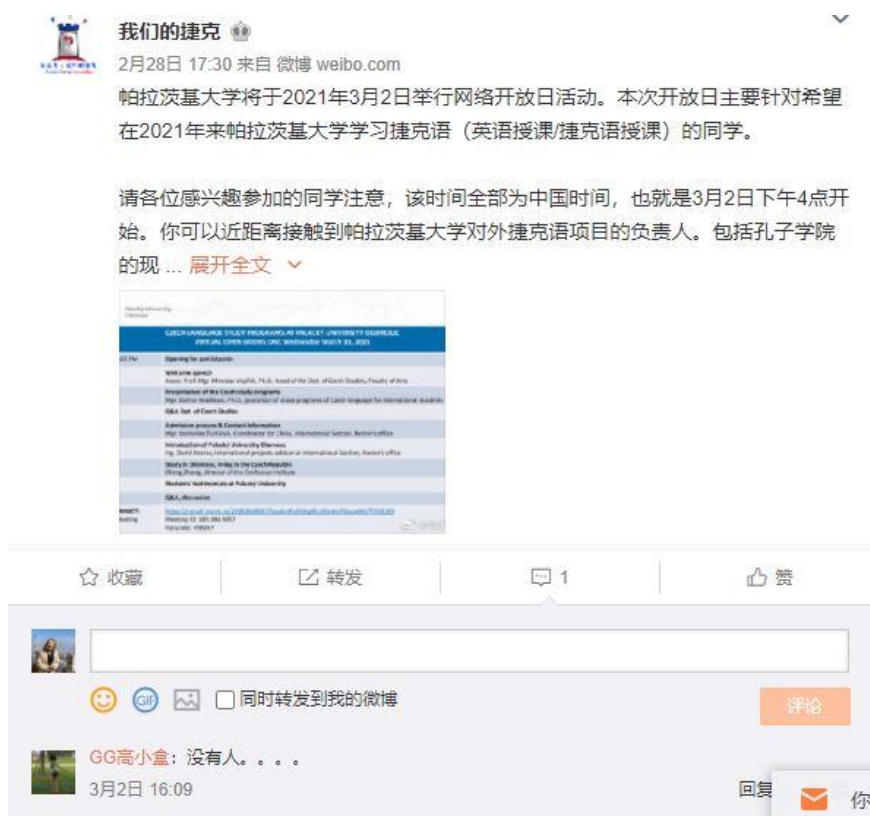 我们的捷克
2月28日 17:30 来自 微博 weibo.com
帕拉茨基大学将于2021年3月2日举行网络开放日活动。本次开放日主要针对希望
在2021年来帕拉茨基大学学习捷克语（英语授课/捷克语授课）的同学。
请各位感兴趣参加的同学注意，该时间全部为中国时间，也就是3月2日下午4点开
始。你可以近距离接触到帕拉茨基大学对外捷克语项目的负责人。包括孔子学院
的现 ... 展开全文
CZECH LANGUAGE STUDY PROGRAMS AT PALACKÝ UNIVERSITY OLOMOUC
Opening for participants
Welcome speech
Presentation of the Czech study programs
Q&A Dpt. of Czech Studies
Admission process & Contact information
Introduction of Palacký University Olomouc
Study in Olomouc, living in the Czech Republic
Students' testimonials at Palacký University
Q&A, discussion
收藏
转发
1
赞
GIF
同时转发到我的微博
评论
GG高小盒：没有人。。。。
3月2日 16:09
回复
你